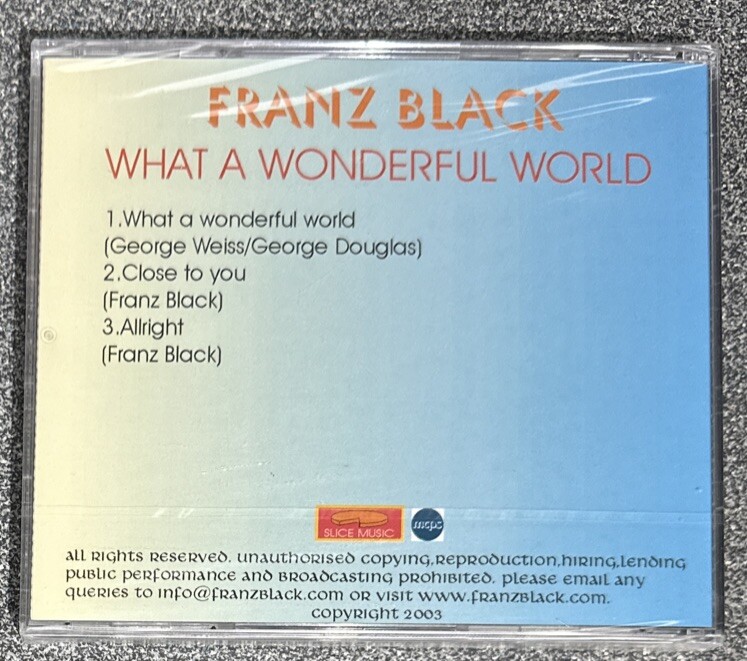 FRANZ BLACK
WHAT A WONDERFUL WORLD
1.What a wonderful world
(George Weiss/George Douglas)
2.Close to you
(Franz Black)
3.Allright
(Franz Black)
SLICE MUSIC
mcps
all rights reserved. unauthorised copying,reproduction,hiring,lending
public performance and broadcasting prohibited. please email any
queries to info@franzblack.com or visit www.franzblack.com.
copyright 2003